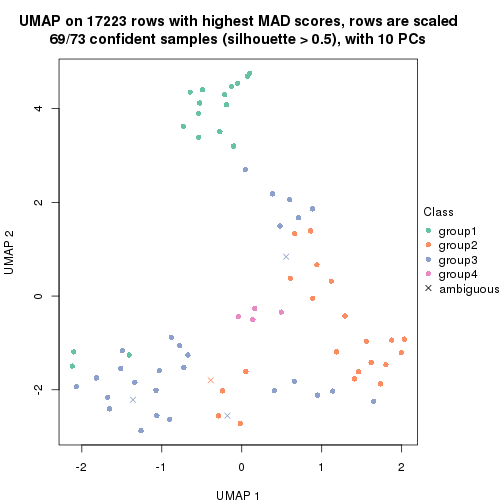 UMAP on 17223 rows with highest MAD scores, rows are scaled
69/73 confident samples (silhouette > 0.5), with 10 PCs
4
2
0
-2
UMAP 2
-2
-1
0
1
2
UMAP 1
Class
group1
group2
group3
group4
ambiguous